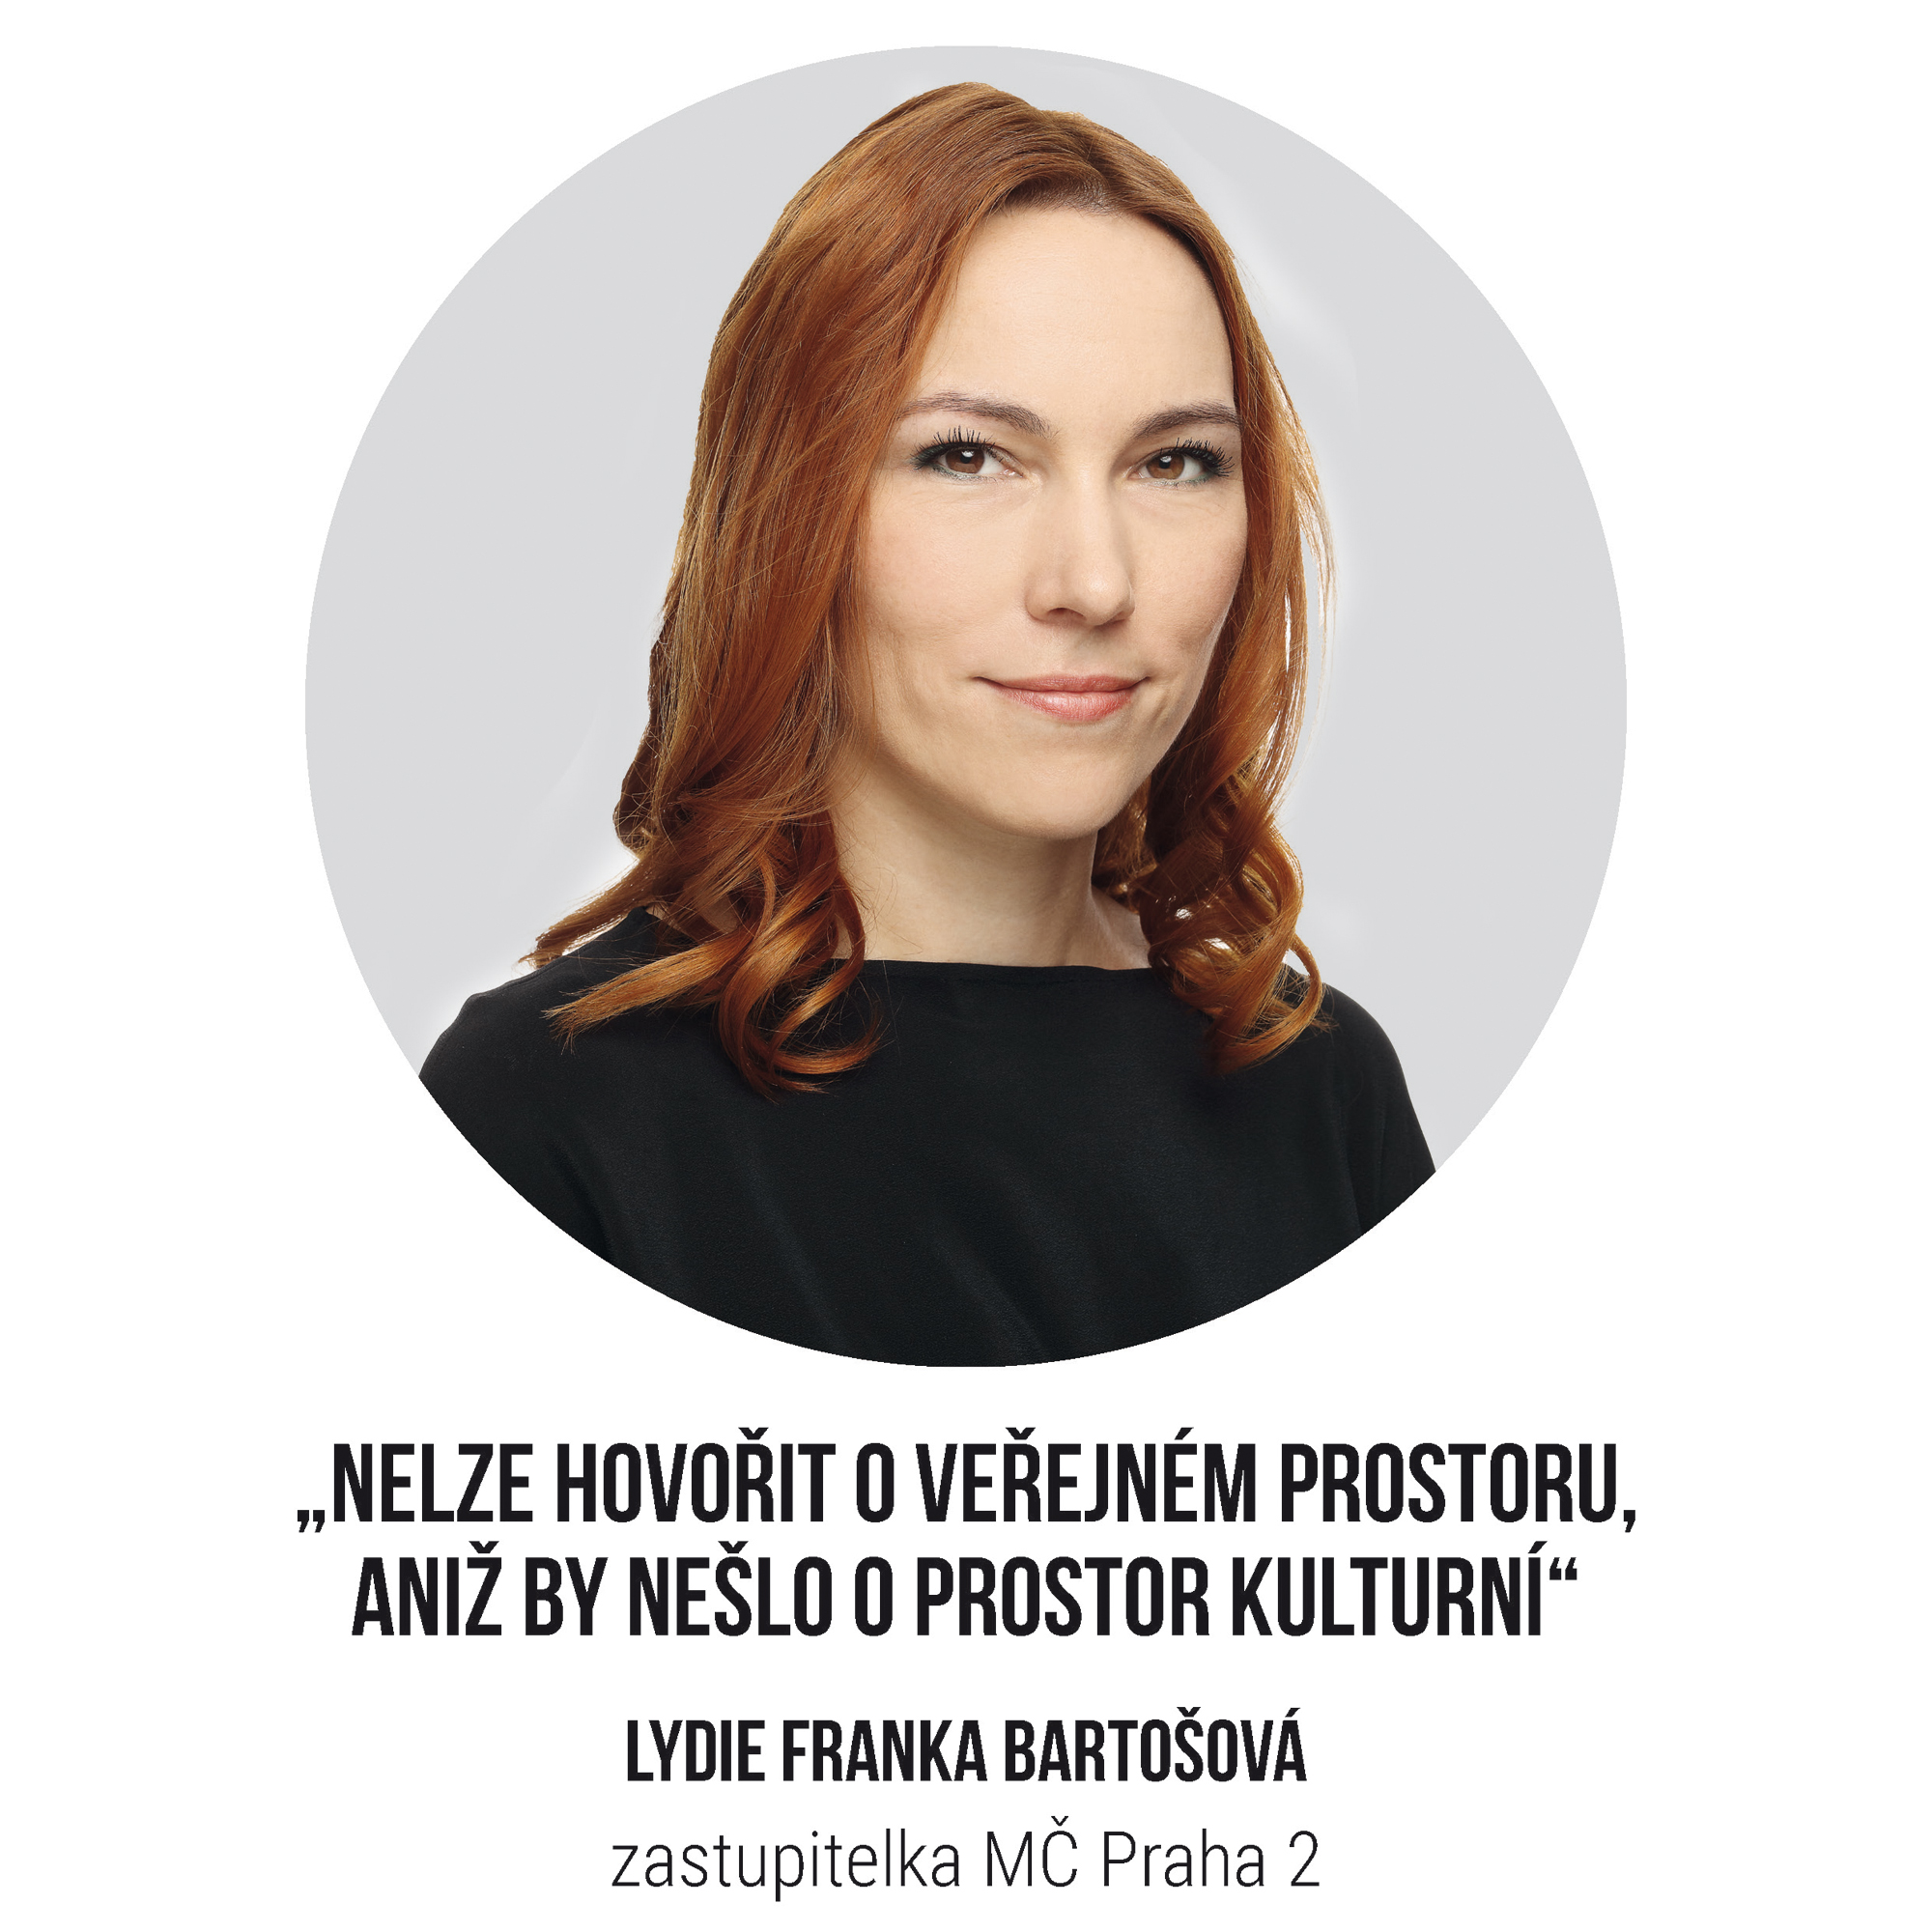 „NELZE HOVOŘIT O VEŘEJNÉM PROSTORU,
ANIŽ BY NEŠLO O PROSTOR KULTURNÍ“
LYDIE FRANKA BARTOŠOVÁ
zastupitelka MČ Praha 2